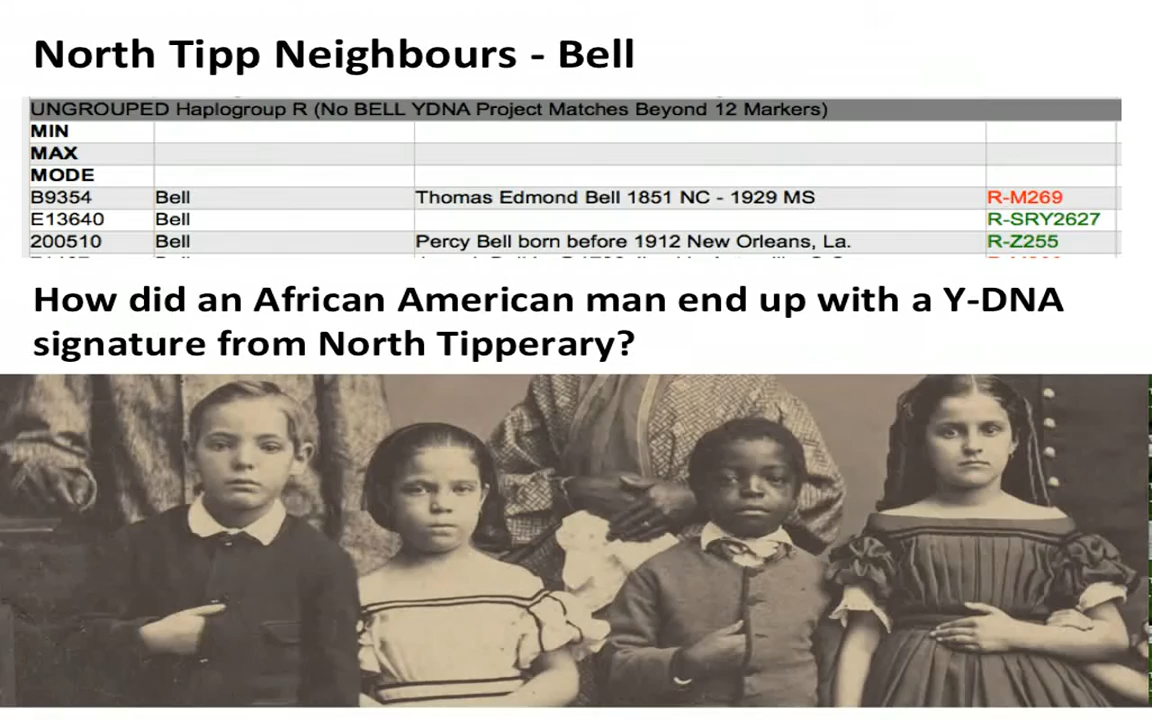 North Tipp Neighbours - Bell
UNGROUPED Haplogroup R (No BELL YDNA Project Matches Beyond 12 Markers)
MIN
MAX
MODE
B9354 Bell Thomas Edmond Bell 1851 NC - 1929 MS R-M269
E13640 Bell R-SRY2627
200510 Bell Percy Bell born before 1912 New Orleans, La. R-Z255
How did an African American man end up with a Y-DNA
signature from North Tipperary?